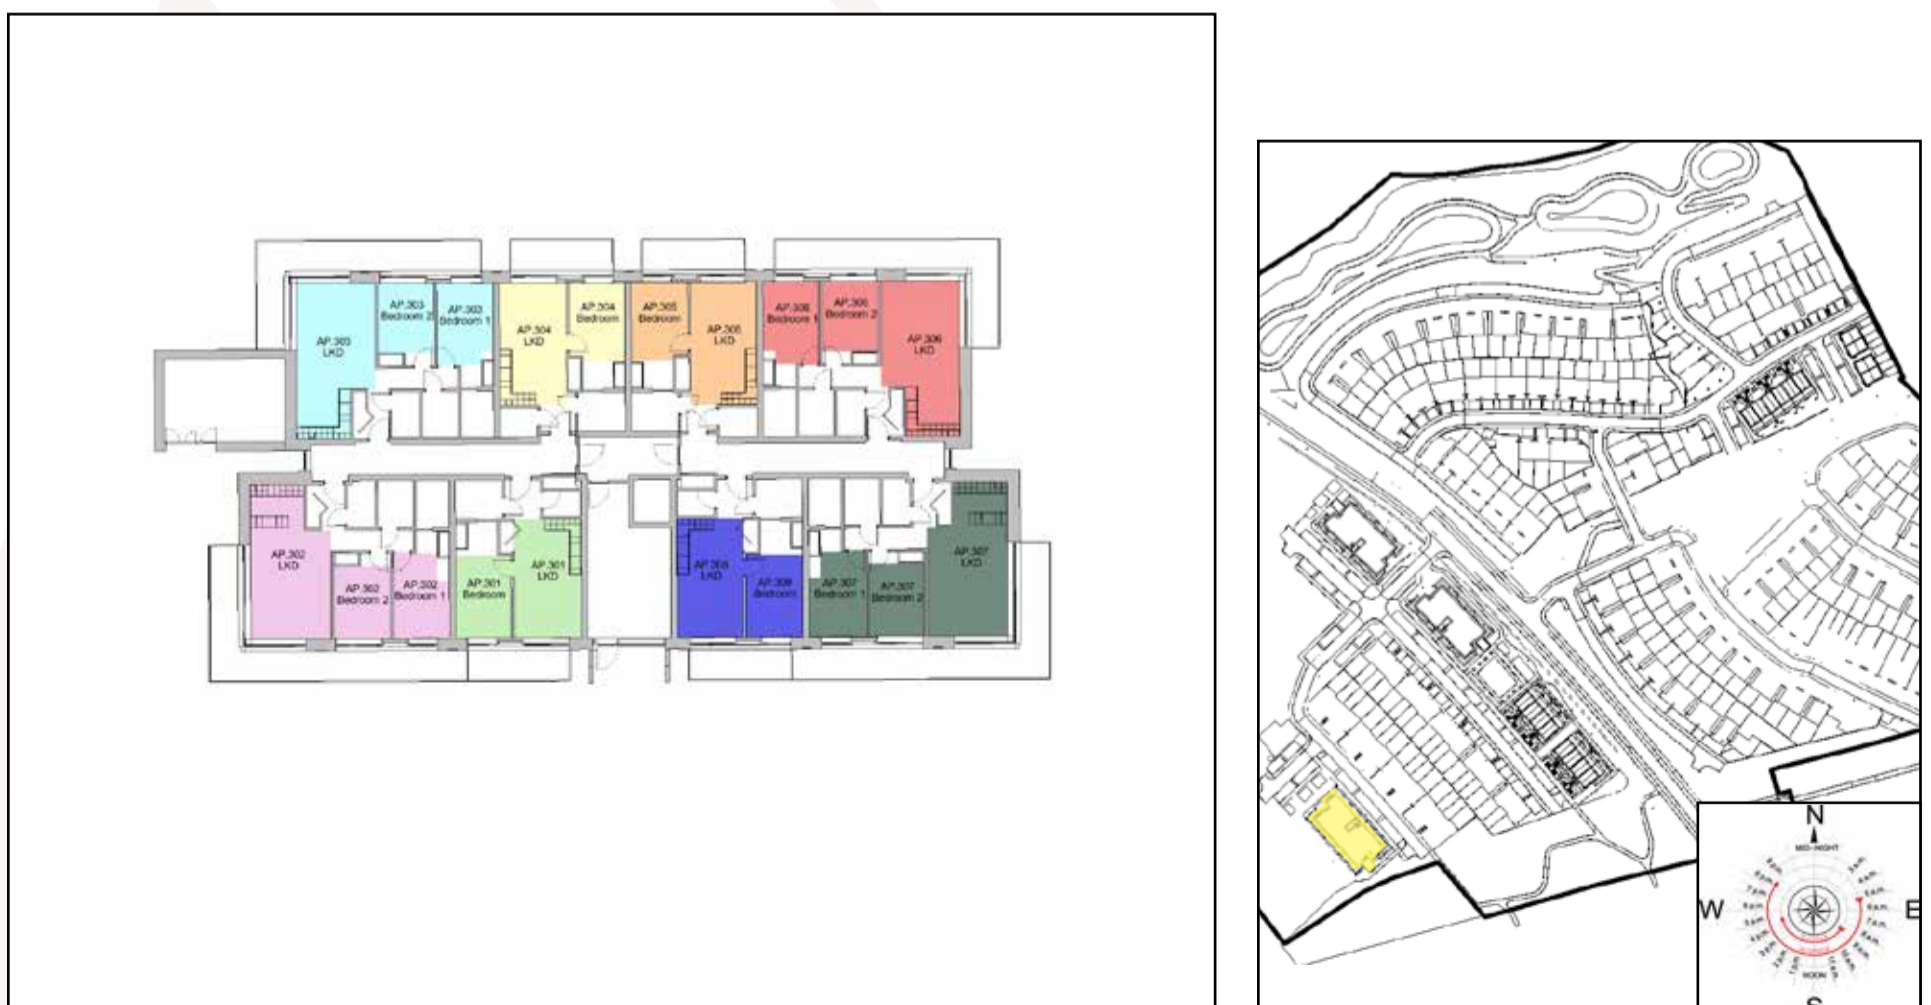 AP.303
LKD
AP.303
Bedroom 2
AP.303
Bedroom 1
AP.304
LKD
AP.304
Bedroom
AP.305
Bedroom
AP.305
LKD
AP.306
Bedroom 1
AP.306
Bedroom 2
AP.306
LKD
AP.302
LKD
AP.302
Bedroom 2
AP.302
Bedroom 1
AP.301
Bedroom
AP.301
LKD
AP.308
LKD
AP.308
Bedroom
AP.307
Bedroom 1
AP.307
Bedroom 2
AP.307
LKD
N
MID-NIGHT
W
E
NOON
S